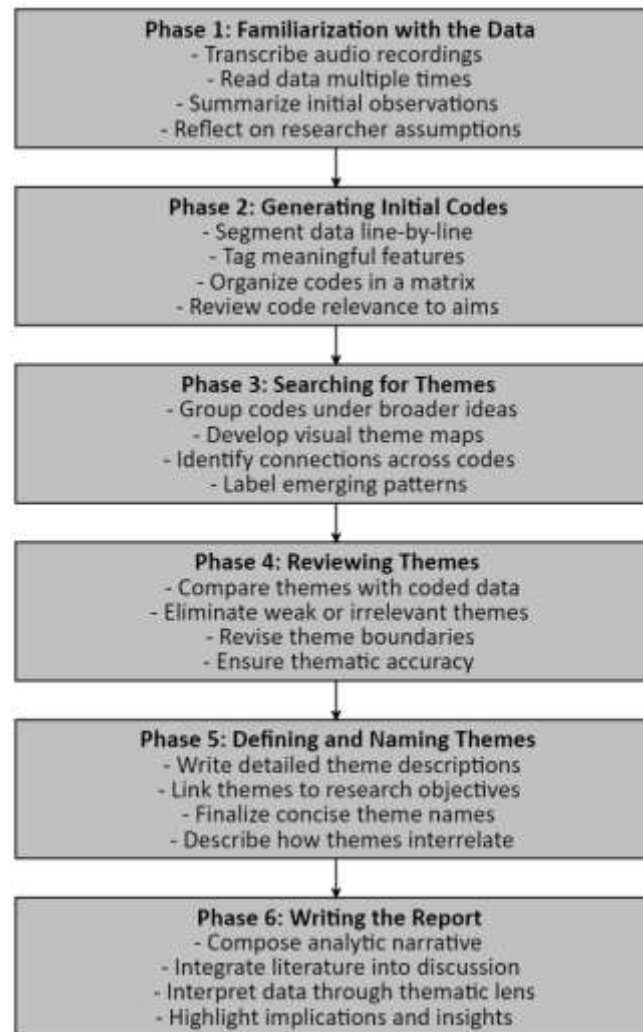 Phase 1: Familiarization with the Data
- Transcribe audio recordings
- Read data multiple times
- Summarize initial observations
- Reflect on researcher assumptions
Phase 2: Generating Initial Codes
- Segment data line-by-line
- Tag meaningful features
- Organize codes in a matrix
- Review code relevance to aims
Phase 3: Searching for Themes
- Group codes under broader ideas
- Develop visual theme maps
- Identify connections across codes
- Label emerging patterns
Phase 4: Reviewing Themes
- Compare themes with coded data
- Eliminate weak or irrelevant themes
- Revise theme boundaries
- Ensure thematic accuracy
Phase 5: Defining and Naming Themes
- Write detailed theme descriptions
- Link themes to research objectives
- Finalize concise theme names
- Describe how themes interrelate
Phase 6: Writing the Report
- Compose analytic narrative
- Integrate literature into discussion
- Interpret data through thematic lens
- Highlight implications and insights